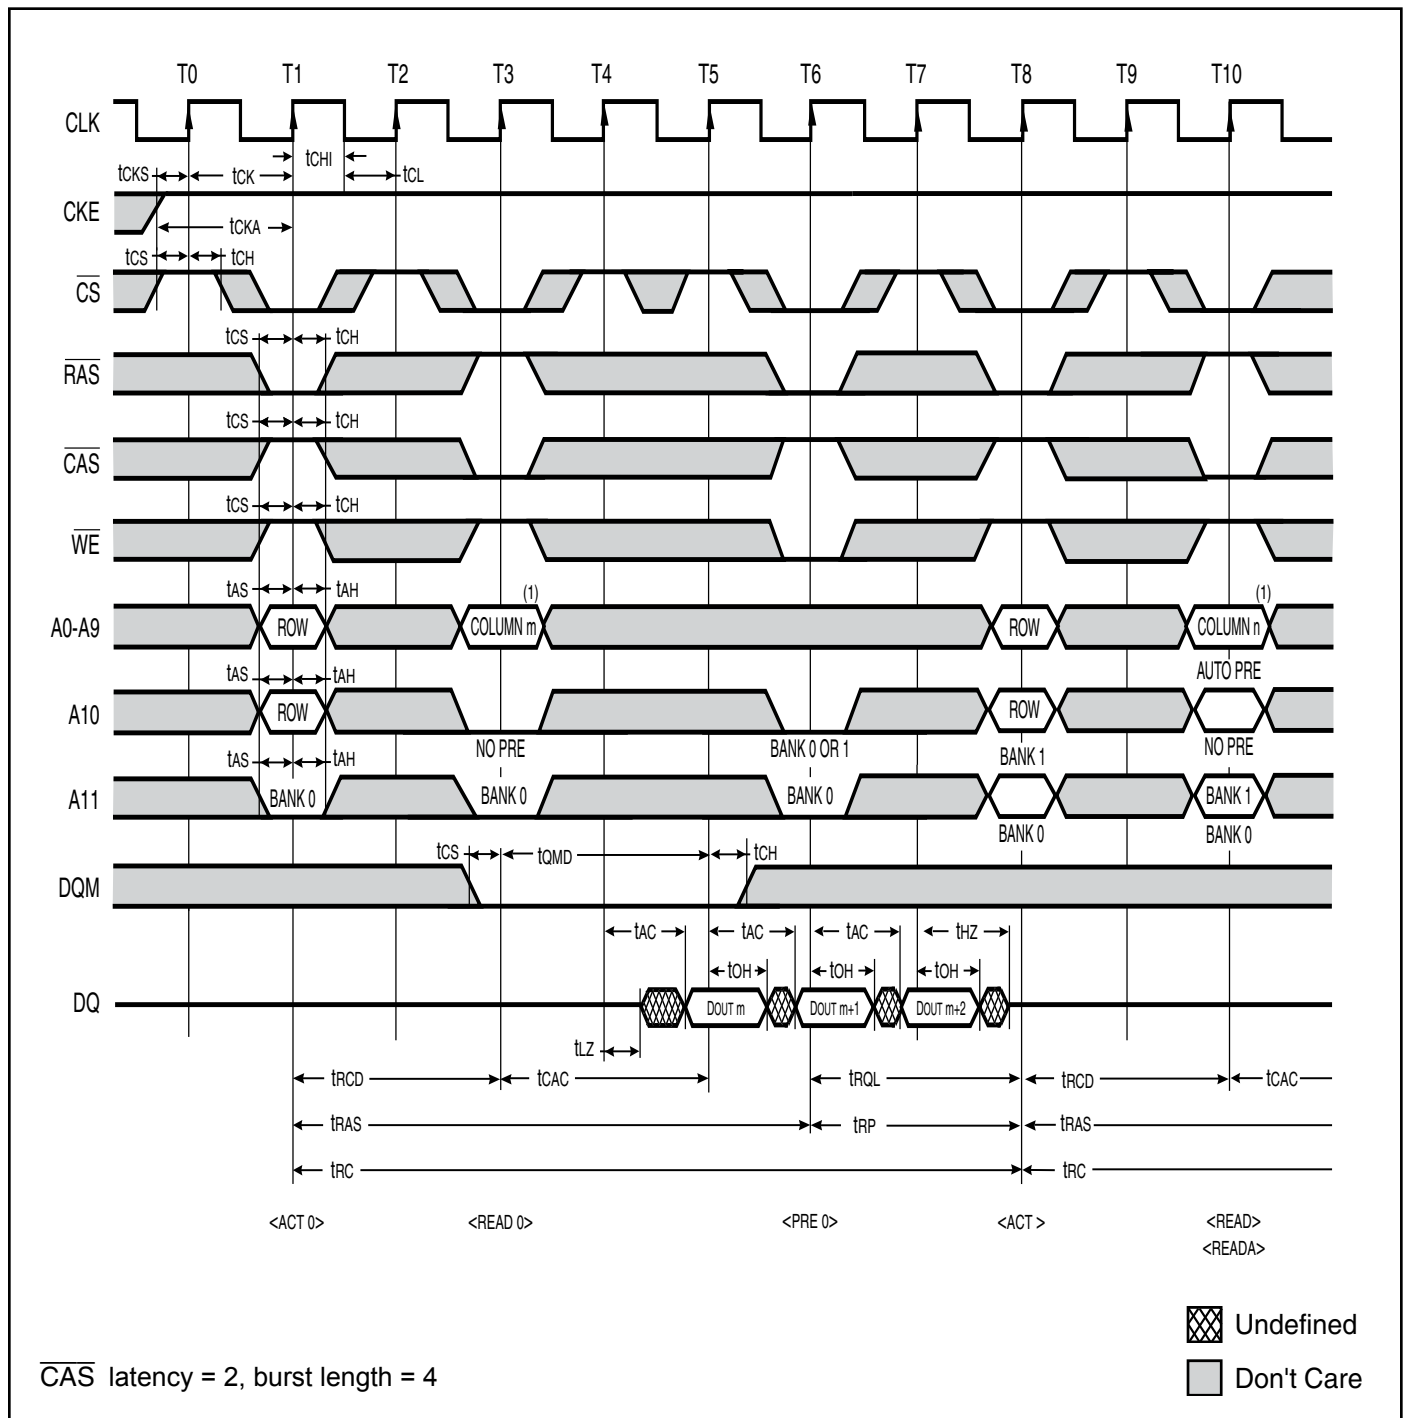 T0 T1 T2 T3 T4 T5 T6 T7 T8 T9 T10
CLK
tCHI
tCKS tCK tCL
CKE
tCKA
tCS tCH
CS
tCS tCH
RAS
tCS tCH
CAS
tCS tCH
WE
tAS tAH (1) (1)
A0-A9 ROW COLUMN m ROW COLUMN n
tAS tAH AUTO PRE
A10 ROW ROW
NO PRE BANK 0 OR 1 BANK 1 NO PRE
tAS tAH
A11 BANK 0 BANK 0 BANK 0 BANK 1
BANK 0 BANK 0
tCS tQMD tCH
DQM
tAC tAC tAC tHZ
tOH tOH tOH
DQ DOUT m DOUT m+1 DOUT m+2
tLZ
tRCD tCAC tRQL tRCD tCAC
tRAS tRP tRAS
tRC tRC
<ACT 0> <READ 0> <PRE 0> <ACT > <READ>
<READA>
Undefined
CAS latency = 2, burst length = 4 Don't Care